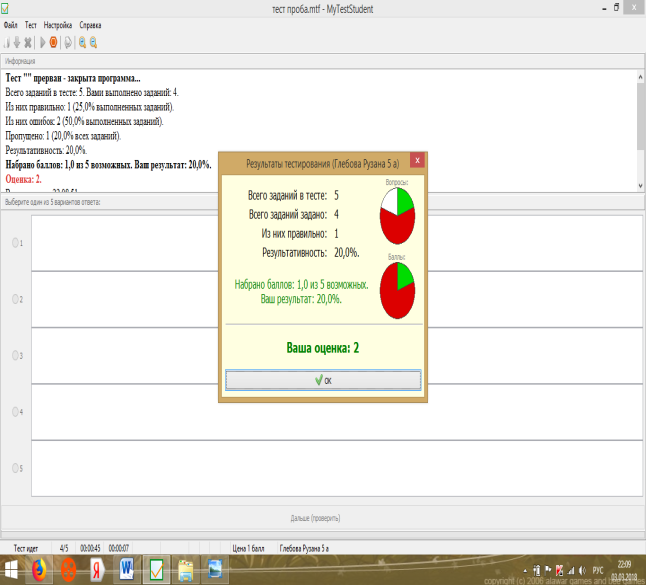 тест проба.mtf - MyTestStudent
Файл Тест Настройка Справка
Информация
Тест "" прерван - закрыта программа...
Всего заданий в тесте: 5. Вами выполнено заданий: 4.
Из них правильно: 1 (25,0% выполненных заданий).
Из них ошибок: 2 (50,0% выполненных заданий).
Пропущено: 1 (20,0% всех заданий).
Результативность: 20,0%.
Набрано баллов: 1,0 из 5 возможных. Ваш результат: 20,0%.
Оценка: 2.
Выберите один из 5 вариантов ответа:
1
2
3
4
5
Результаты тестирования (Глебова Рузана 5 а)
Вопросы:
Всего заданий в тесте: 5
Всего заданий задано: 4
Из них правильно: 1
Результативность: 20,0%.
Баллы:
Набрано баллов: 1,0 из 5 возможных.
Ваш результат: 20,0%.
Ваша оценка: 2
OK
Дальше (проверить)
Тест идет 4/5 00:00:45 00:00:07 Цена 1 балл Глебова Рузана 5 а
РУС
22:09
03.03.2018
copyright (c) 2006 alawar games and